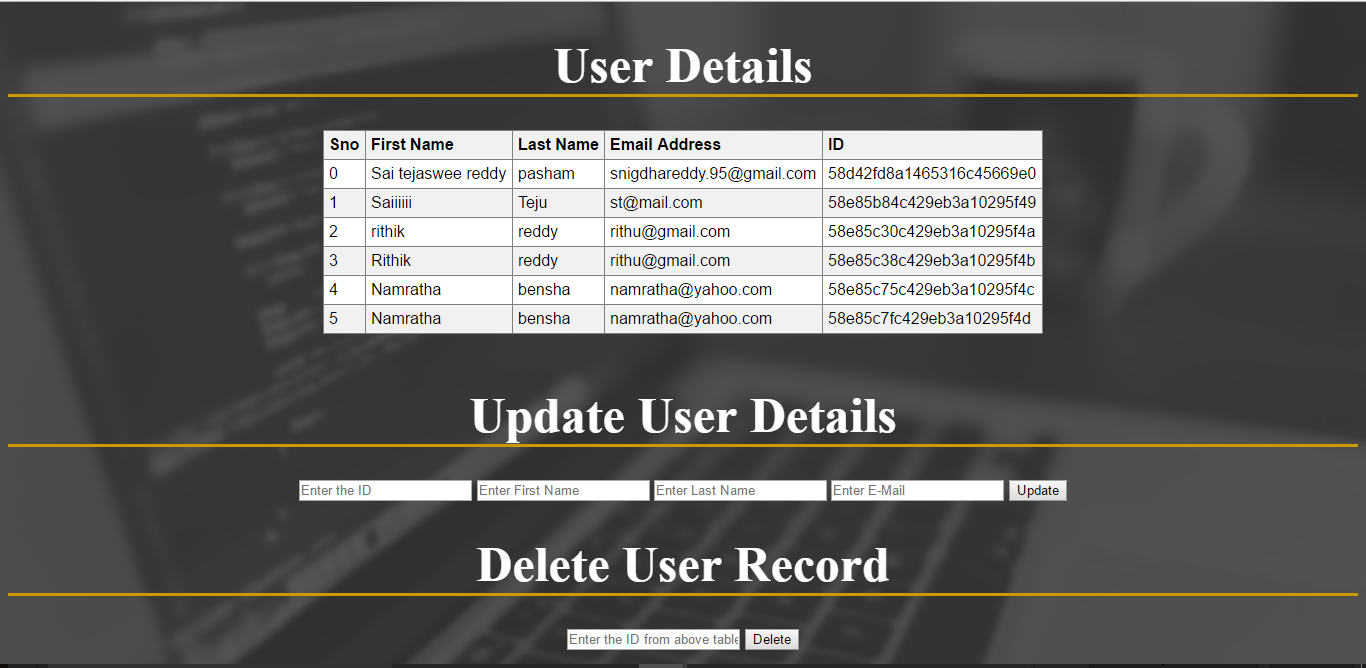 User Details
Sno First Name Last Name Email Address ID
0 Sai tejaswee reddy pasham snigdhareddy.95@gmail.com 58d42fd8a1465316c45669e0
1 Saiiiiii Teju st@mail.com 58e85b84c429eb3a10295f49
2 rithik reddy rithu@gmail.com 58e85c30c429eb3a10295f4a
3 Rithik reddy rithu@gmail.com 58e85c38c429eb3a10295f4b
4 Namratha bensha namratha@yahoo.com 58e85c75c429eb3a10295f4c
5 Namratha bensha namratha@yahoo.com 58e85c7fc429eb3a10295f4d
Update User Details
Enter the ID Enter First Name Enter Last Name Enter E-Mail Update
Delete User Record
Enter the ID from above table Delete